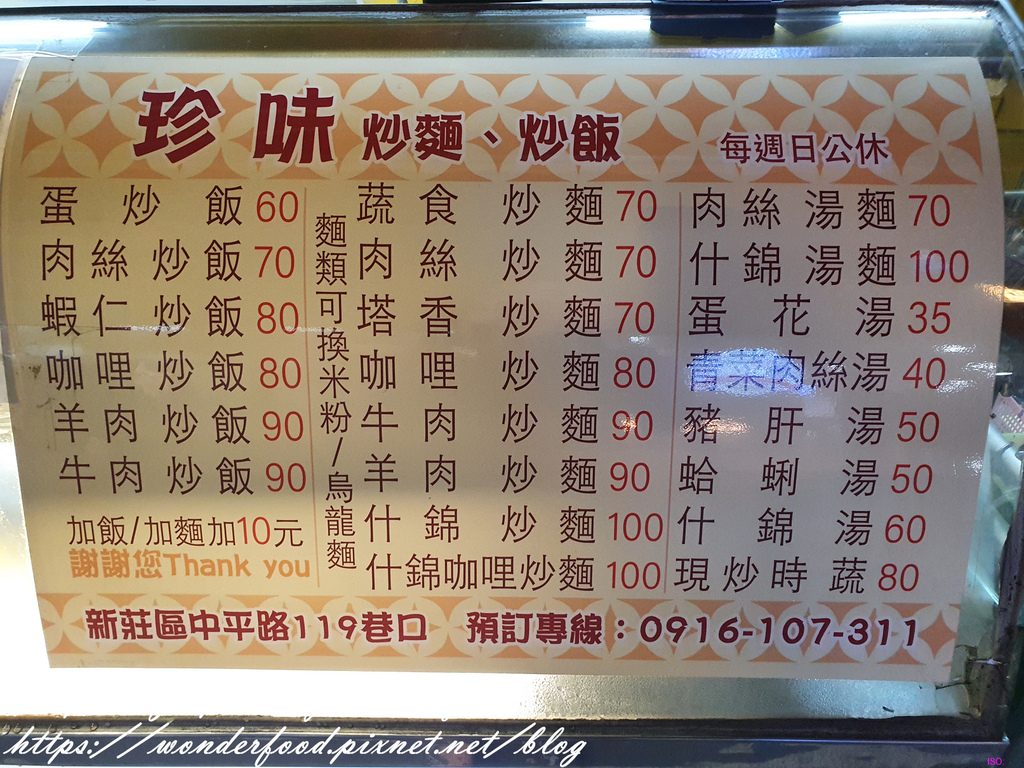 珍味 炒麵、炒飯 每週日公休
蛋炒飯 60
肉絲炒飯 70
蝦仁炒飯 80
咖哩炒飯 80
羊肉炒飯 90
牛肉炒飯 90
加飯/加麵加10元
謝謝您Thank you
麵類可換米粉/烏龍麵
蔬食炒麵 70
肉絲炒麵 70
塔香炒麵 70
咖哩炒麵 80
牛肉炒麵 90
羊肉炒麵 90
什錦炒麵 100
什錦咖哩炒麵 100
肉絲湯麵 70
什錦湯麵 100
蛋花湯 35
青菜肉絲湯 40
豬肝湯 50
蛤蜊湯 50
什錦湯 60
現炒時蔬 80
新莊區中平路119巷口 預訂專線:0916-107-311
https://wonderfood.pixnet.net/blog
ISO: